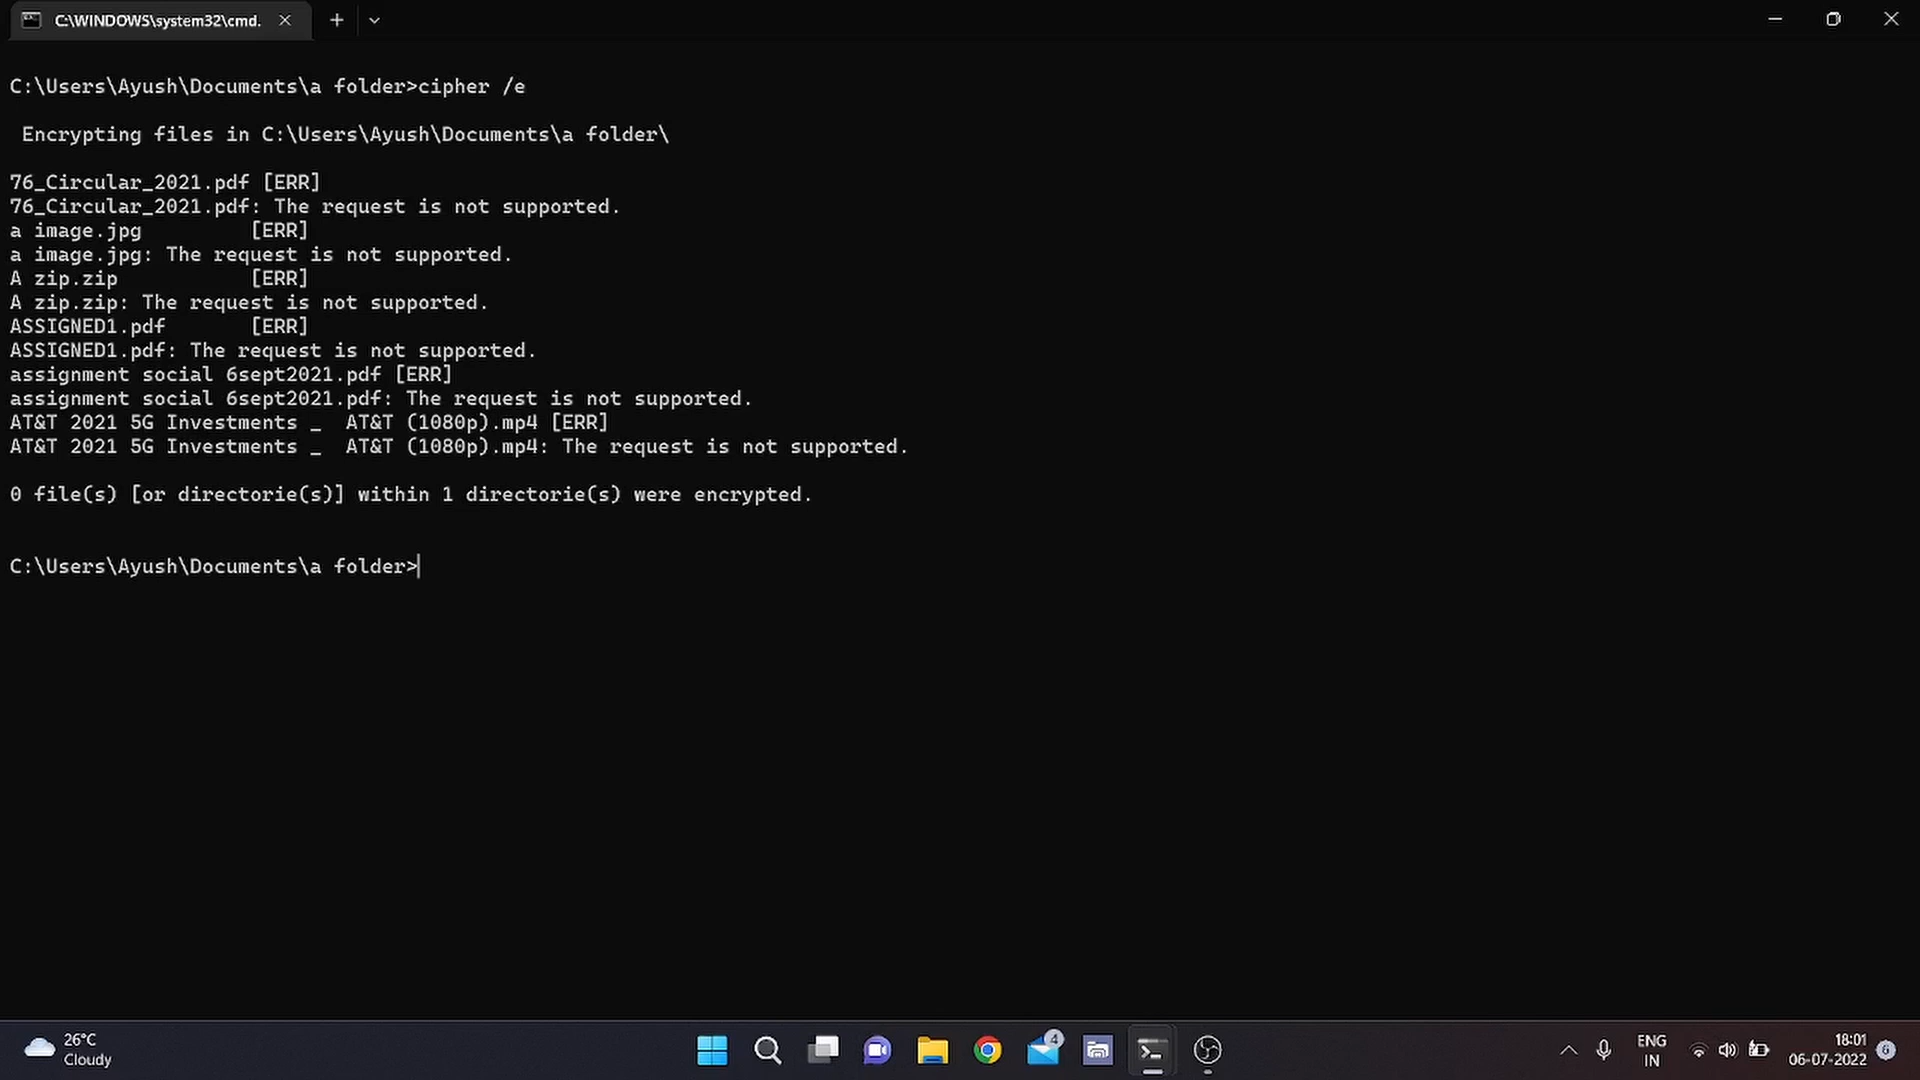 C:\WINDOWS\system32\cmd.
C:\Users\Ayush\Documents\a folder>cipher /e
Encrypting files in C:\Users\Ayush\Documents\a folder\
76_Circular_2021.pdf [ERR]
76_Circular_2021.pdf: The request is not supported.
a image.jpg         [ERR]
a image.jpg: The request is not supported.
A zip.zip           [ERR]
A zip.zip: The request is not supported.
ASSIGNED1.pdf       [ERR]
ASSIGNED1.pdf: The request is not supported.
assignment social 6sept2021.pdf [ERR]
assignment social 6sept2021.pdf: The request is not supported.
AT&T 2021 5G Investments _  AT&T (1080p).mp4 [ERR]
AT&T 2021 5G Investments _  AT&T (1080p).mp4: The request is not supported.
0 file(s) [or directorie(s)] within 1 directorie(s) were encrypted.
C:\Users\Ayush\Documents\a folder>
26°C
Cloudy
4
ENG
IN
18:01
06-07-2022
6